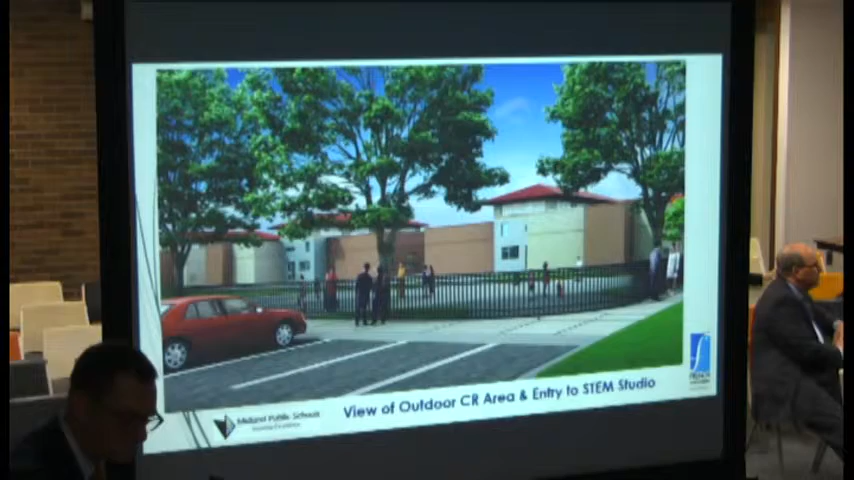 Midland Public Schools
View of Outdoor CR Area & Entry to STEM Studio
f